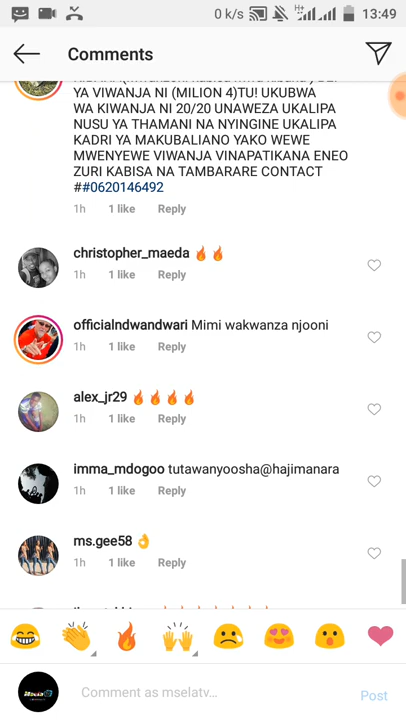 0 k/s H+ 13:49
Comments
YA VIWANJA NI (MILION 4)TU! UKUBWA
WA KIWANJA NI 20/20 UNAWEZA UKALIPA
NUSU YA THAMANI NA NYINGINE UKALIPA
KADRI YA MAKUBALIANO YAKO WEWE
MWENYEWE VIWANJA VINAPATIKANA ENEO
ZURI KABISA NA TAMBARARE CONTACT
##0620146492
1h 1 like Reply
christopher_maeda 🔥🔥
1h 1 like Reply
officialndwandwari Mimi wakwanza njooni
1h 1 like Reply
alex_jr29 🔥🔥🔥🔥
1h 1 like Reply
imma_mdogoo tutawanyoosha@hajimanara
1h 1 like Reply
ms.gee58 👌
1h 1 like Reply
Comment as mselatv... Post